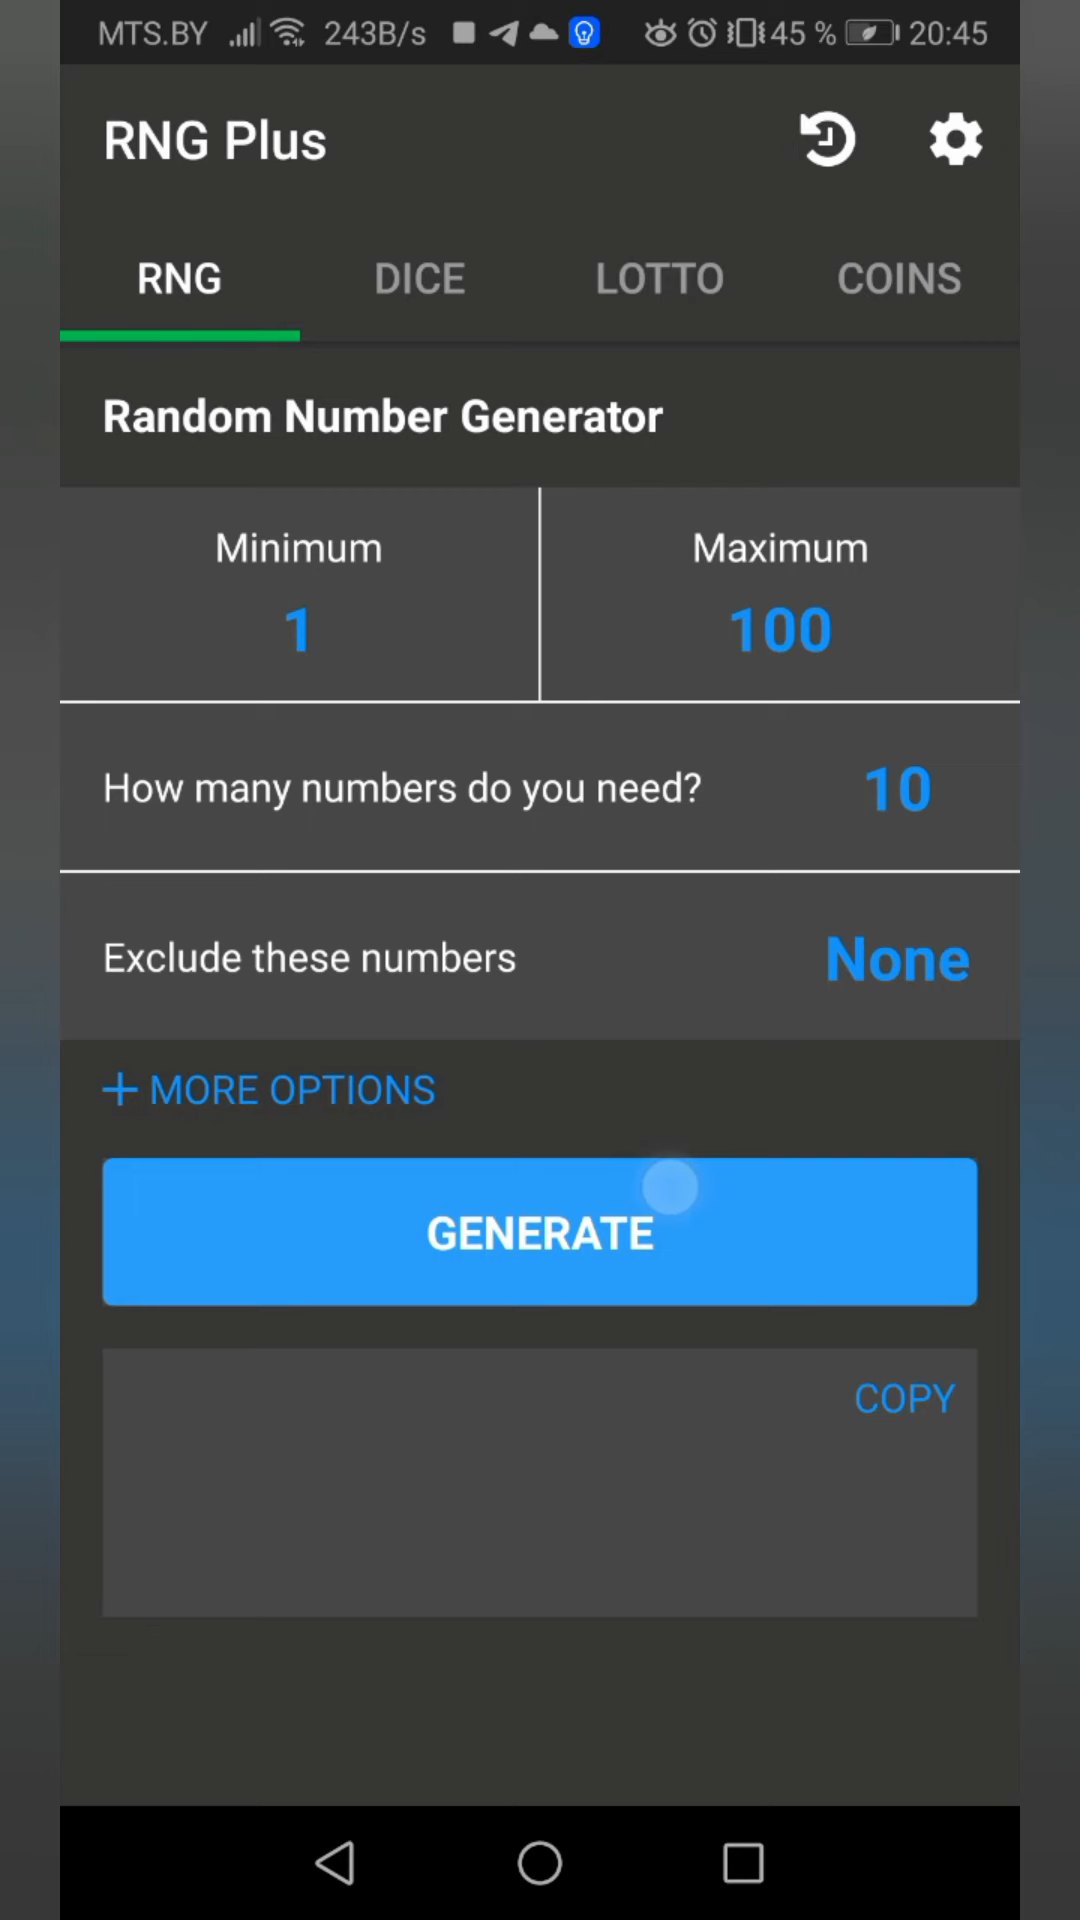 MTS.BY 243B/s 45 % 20:45
RNG Plus
RNG DICE LOTTO COINS
Random Number Generator
Minimum Maximum
1 100
How many numbers do you need? 10
Exclude these numbers None
+ MORE OPTIONS
GENERATE
COPY